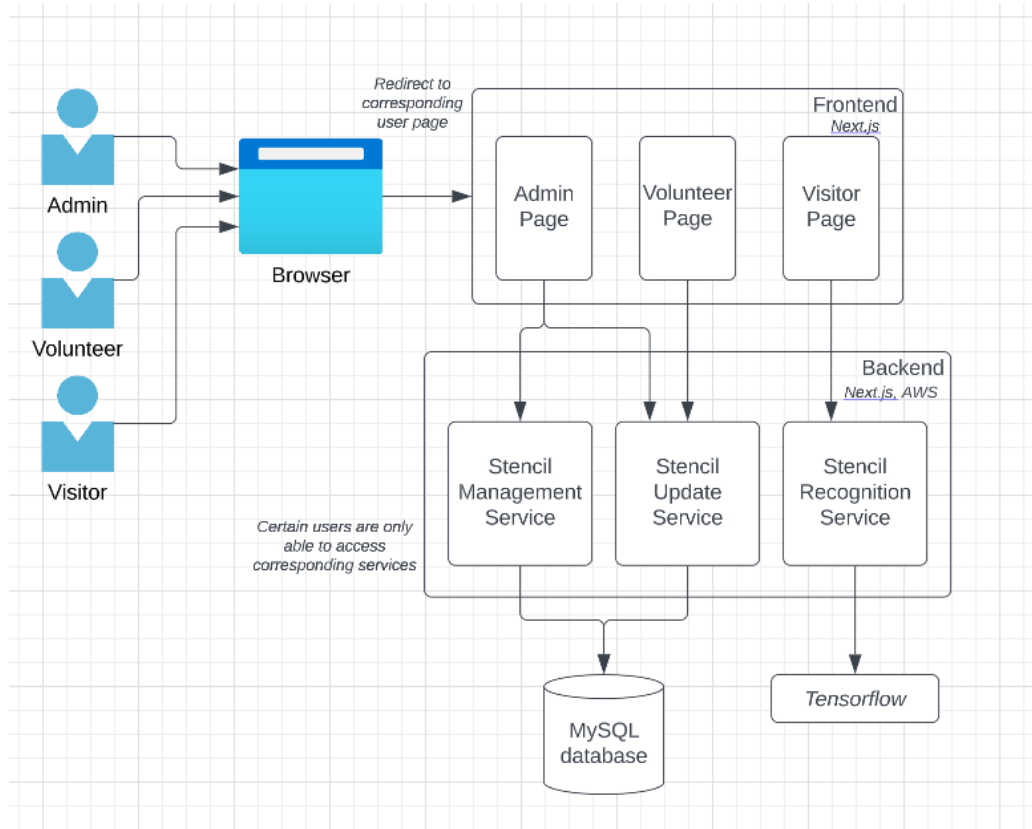 Redirect to
corresponding
user page
Frontend
Next.js
Admin
Page
Volunteer
Page
Visitor
Page
Admin
Browser
Volunteer
Visitor
Backend
Next.js, AWS
Stencil
Management
Service
Stencil
Update
Service
Stencil
Recognition
Service
Certain users are only
able to access
corresponding services
MySQL
database
Tensorflow